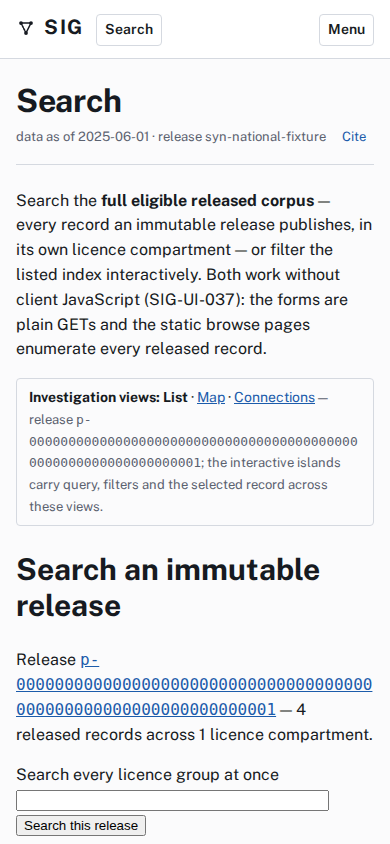 SIG
Search
Menu
Search
data as of 2025-06-01 · release syn-national-fixture Cite
Search the full eligible released corpus —
every record an immutable release publishes, in
its own licence compartment — or filter the
listed index interactively. Both work without
client JavaScript (SIG-UI-037): the forms are
plain GETs and the static browse pages
enumerate every released record.
Investigation views: List · Map · Connections —
release p-
000000000000000000000000000000000000000000
00000000000000000000001; the interactive islands
carry query, filters and the selected record across
these views.
Search an immutable
release
Release p-
0000000000000000000000000000000000000
000000000000000000000000001 — 4
released records across 1 licence compartment.
Search every licence group at once
Search this release